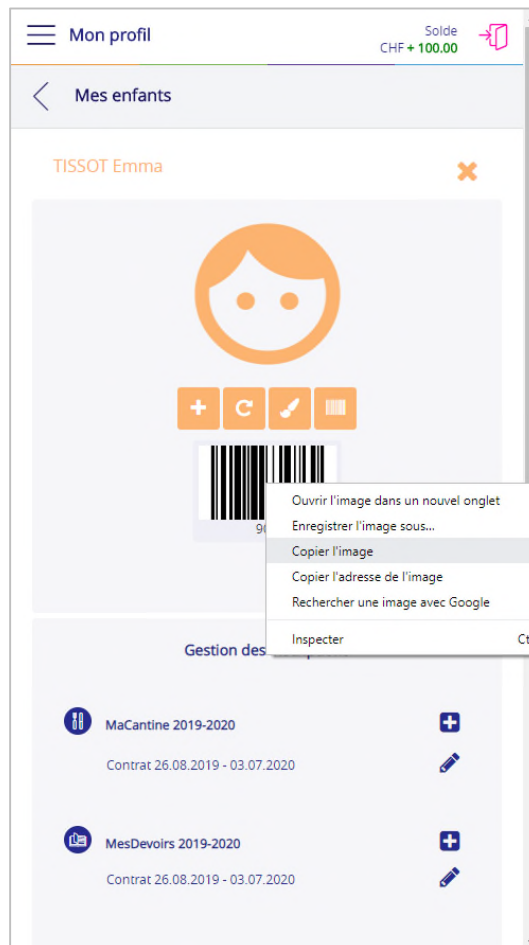 Mon profil
Solde
CHF + 100.00
Mes enfants
TISSOT Emma
Ouvrir l'image dans un nouvel onglet
Enregistrer l'image sous...
Copier l'image
Copier l'adresse de l'image
Rechercher une image avec Google
Inspecter
Gestion des
MaCantine 2019-2020
Contrat 26.08.2019 - 03.07.2020
MesDevoirs 2019-2020
Contrat 26.08.2019 - 03.07.2020